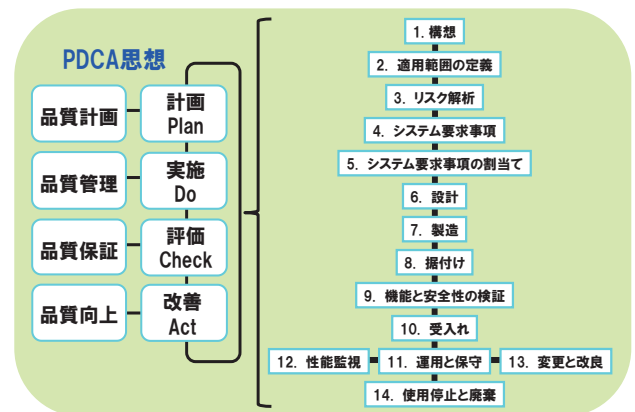 PDCA思想
品質計画
計画
Plan
品質管理
実施
Do
品質保証
評価
Check
品質向上
改善
Act
1. 構想
2. 適用範囲の定義
3. リスク解析
4. システム要求事項
5. システム要求事項の割当て
6. 設計
7. 製造
8. 据付け
9. 機能と安全性の検証
10. 受入れ
12. 性能監視
11. 運用と保守
13. 変更と改良
14. 使用停止と廃棄